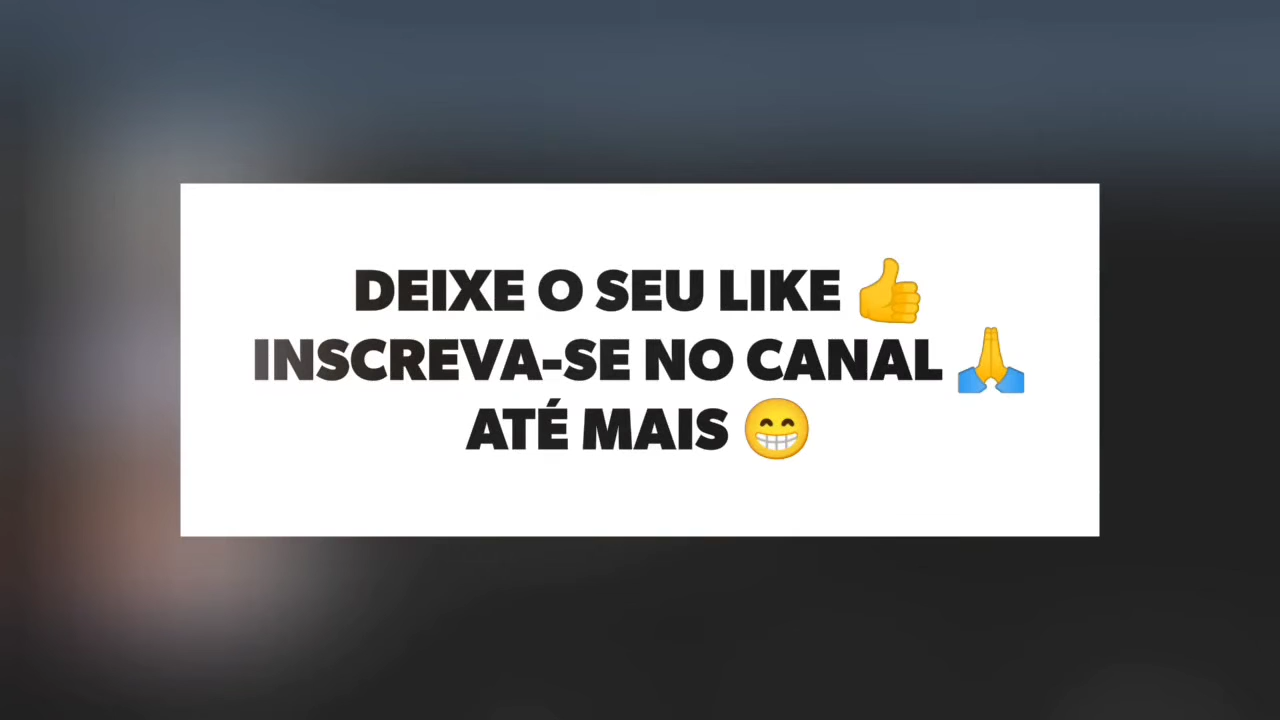 DEIXE O SEU LIKE 👍
INSCREVA-SE NO CANAL 🙏
ATÉ MAIS 😁